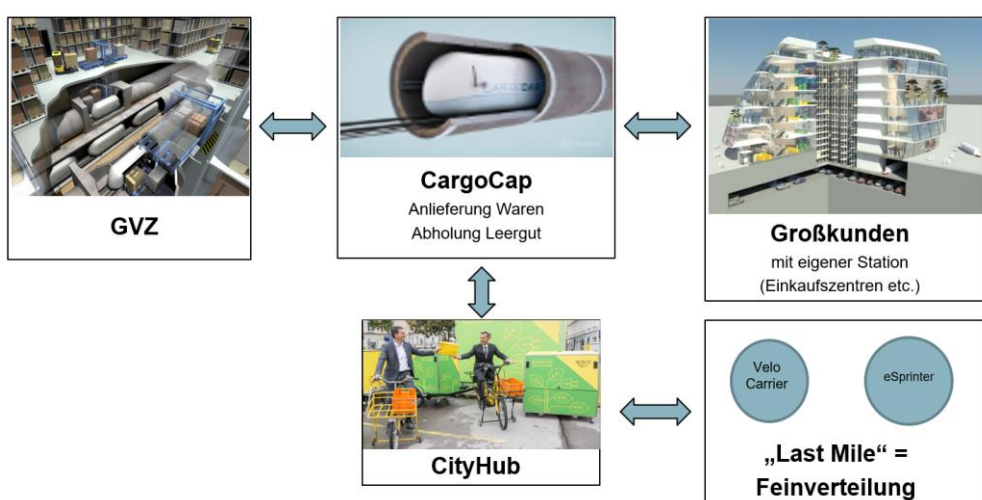 GVZ
CARGOCAP
CargoCap
Anlieferung Waren
Abholung Leergut
Großkunden
mit eigener Station
(Einkaufszentren etc.)
CityHub
Velo
Carrier
eSprinter
„Last Mile“ =
Feinverteilung